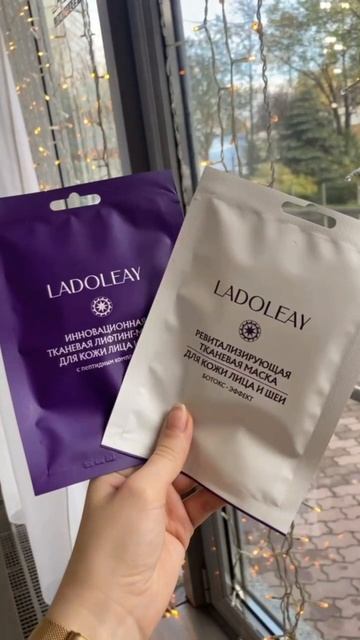 LADOLEAY
ИННОВАЦИОННАЯ
ТКАНЕВАЯ ЛИФТИНГ-М
ДЛЯ КОЖИ ЛИЦА И
С ПЕПТИДНЫМ
LADOLEAY
РЕВИТАЛИЗИРУЮЩАЯ
ТКАНЕВАЯ МАСКА
ДЛЯ КОЖИ ЛИЦА И ШЕИ
БОТОКС-ЭФФЕКТ